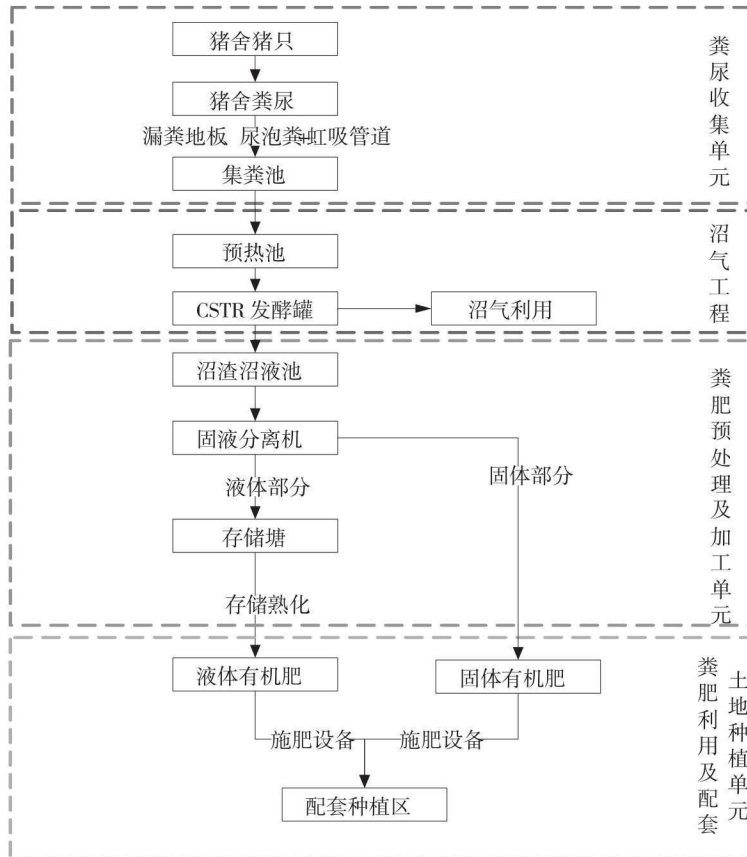 猪舍猪只
猪舍粪尿
漏粪地板、尿泡粪+虹吸管道
集粪池
粪尿收集单元
预热池
CSTR 发酵罐
沼气利用
沼气工程
沼渣沼液池
固液分离机
液体部分
固体部分
存储塘
存储熟化
粪肥预处理及加工单元
液体有机肥
固体有机肥
施肥设备
施肥设备
配套种植区
粪肥利用及配套
土地种植单元